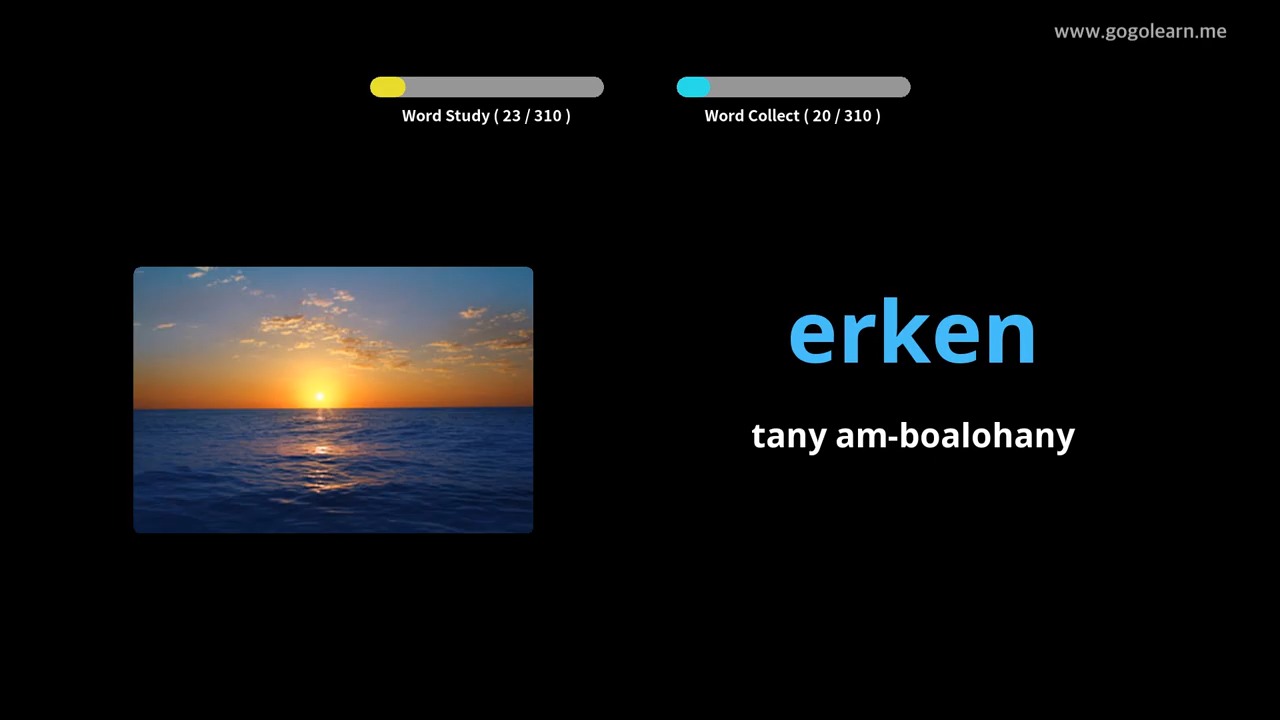 www.gogolearn.me
Word Study ( 23 / 310 )
Word Collect ( 20 / 310 )
erken
tany am-boalohany